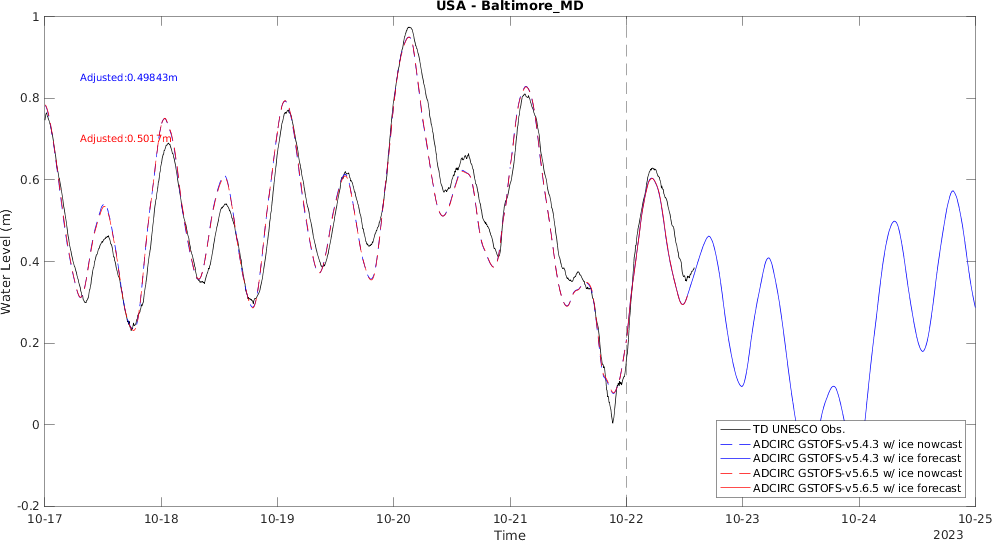 USA - Baltimore_MD
1
0.8
0.6
0.4
0.2
0
-0.2
Water Level (m)
Adjusted:0.49843m
Adjusted:0.5017m
TD UNESCO Obs.
ADCIRC GSTOFS-v5.4.3 w/ ice nowcast
ADCIRC GSTOFS-v5.4.3 w/ ice forecast
ADCIRC GSTOFS-v5.6.5 w/ ice nowcast
ADCIRC GSTOFS-v5.6.5 w/ ice forecast
10-17 10-18 10-19 10-20 10-21 10-22 10-23 10-24 10-25
Time
2023